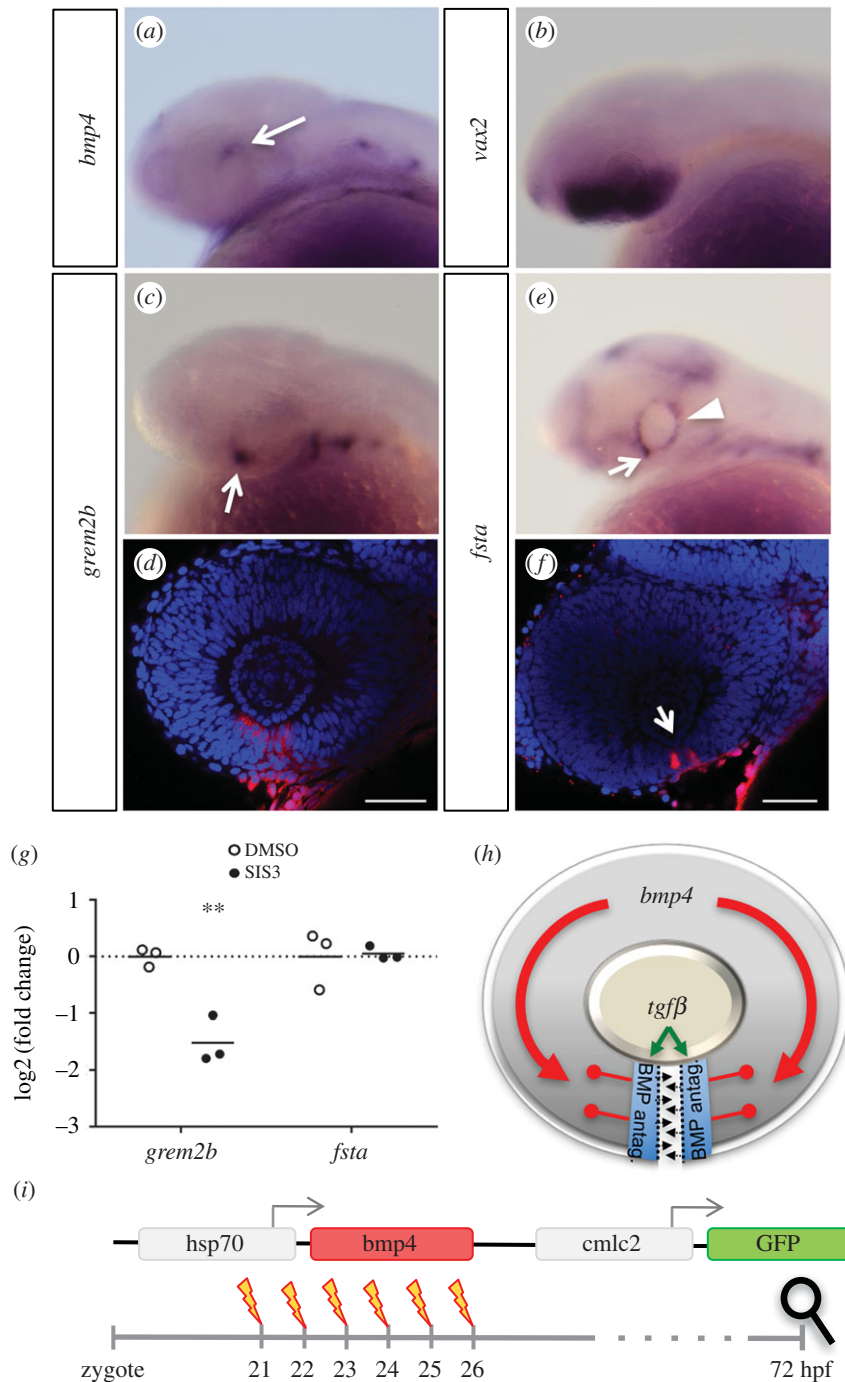 (a)
(b)
bmp4
vax2
(c)
(e)
grem2b
fsta
(d)
(f)
(g)
DMSO
SIS3
**
1
0
−1
−2
−3
log2 (fold change)
grem2b
fsta
(h)
bmp4
tgfβ
BMP antag.
BMP antag.
(i)
hsp70
bmp4
cmlc2
GFP
zygote 21 22 23 24 25 26 72 hpf